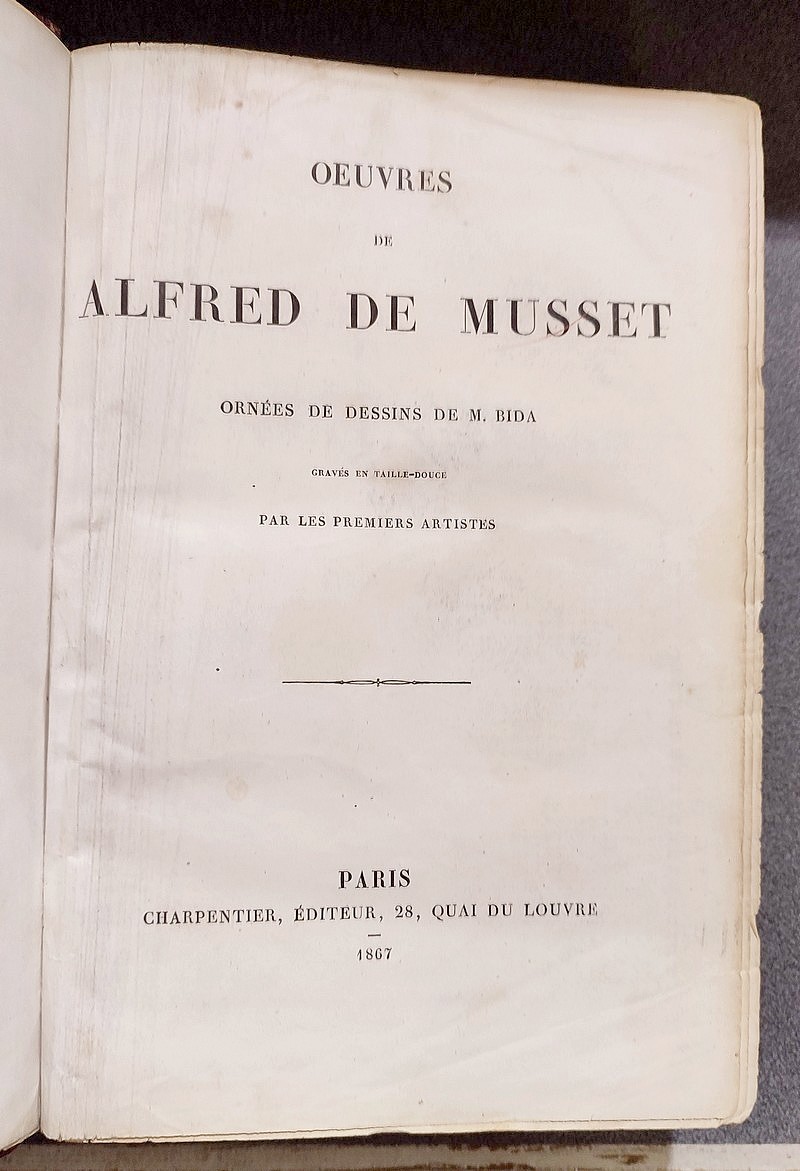 OEUVRES
DE
ALFRED DE MUSSET
ORNÉES DE DESSINS DE M. BIDA
GRAVÉS EN TAILLE-DOUCE
PAR LES PREMIERS ARTISTES
PARIS
CHARPENTIER, ÉDITEUR, 28, QUAI DU LOUVRE
1867